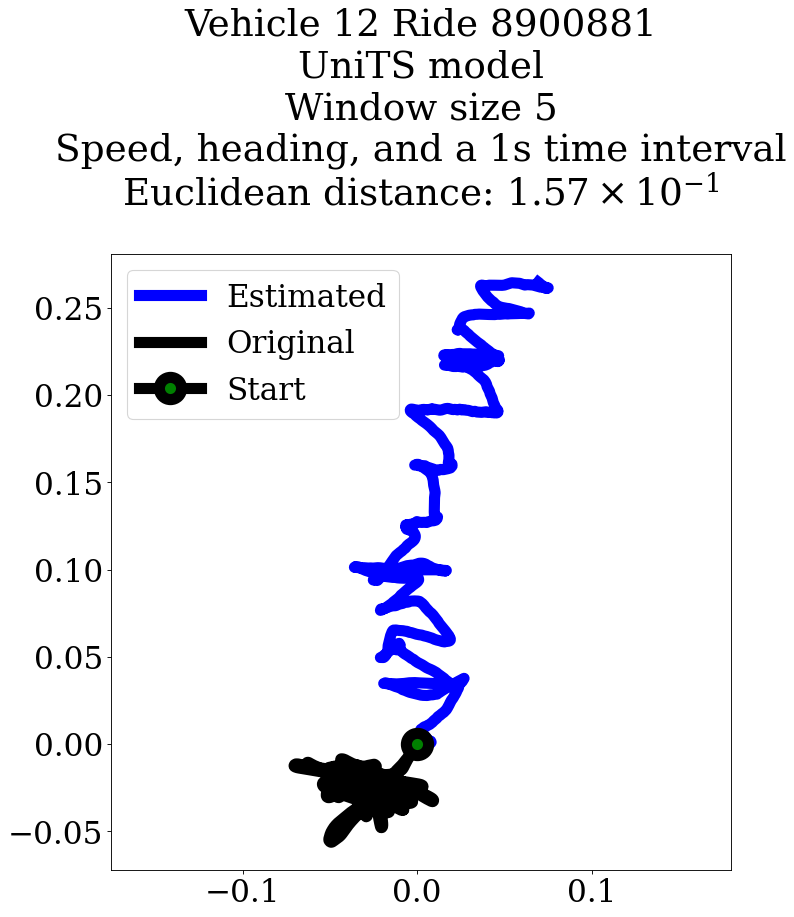 Vehicle 12 Ride 8900881
UniTS model
Window size 5
Speed, heading, and a 1s time interval
Euclidean distance: 1.57 × 10⁻¹
Estimated
Original
Start
0.25
0.20
0.15
0.10
0.05
0.00
−0.05
−0.1
0.0
0.1